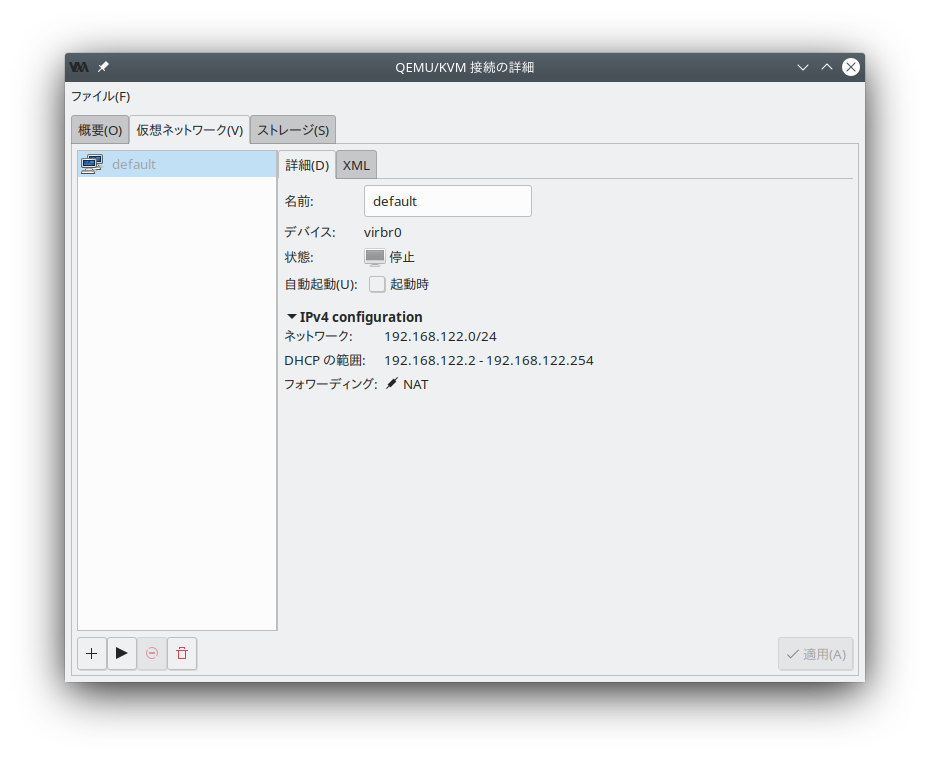 QEMU/KVM 接続の詳細
ファイル(F)
概要(O) 仮想ネットワーク(V) ストレージ(S)
default
詳細(D) XML
名前: default
デバイス: virbr0
状態: 停止
自動起動(U): 起動時
IPv4 configuration
ネットワーク: 192.168.122.0/24
DHCP の範囲: 192.168.122.2 - 192.168.122.254
フォワーディング: NAT
適用(A)